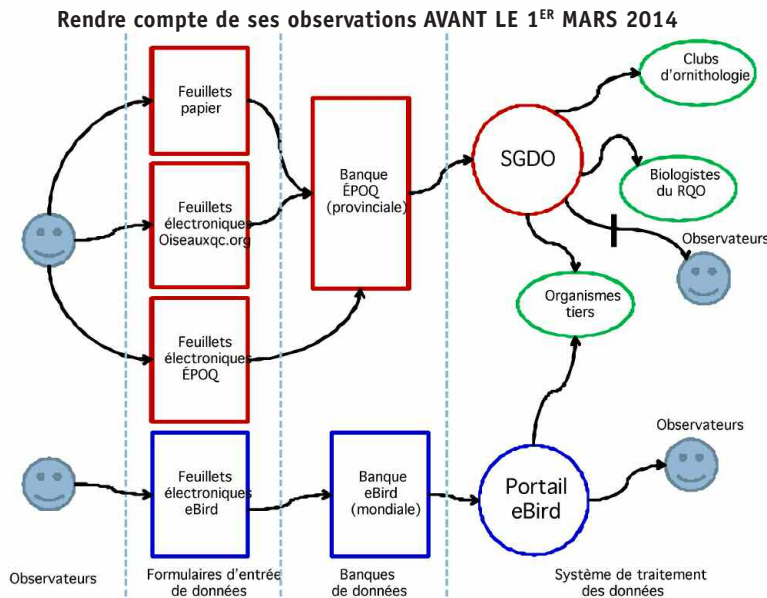 Rendre compte de ses observations AVANT LE 1ER MARS 2014
Feuillets
papier
Feuillets
électroniques
Oiseauxqc.org
Feuillets
électroniques
ÉPOQ
Banque
ÉPOQ
(provinciale)
SGDO
Clubs
d'ornithologie
Biologistes
du RQO
Observateurs
Organismes
tiers
Feuillets
électroniques
eBird
Banque
eBird
(mondiale)
Portail
eBird
Observateurs
Observateurs
Formulaires d'entrée
de données
Banques
de données
Système de traitement
des données